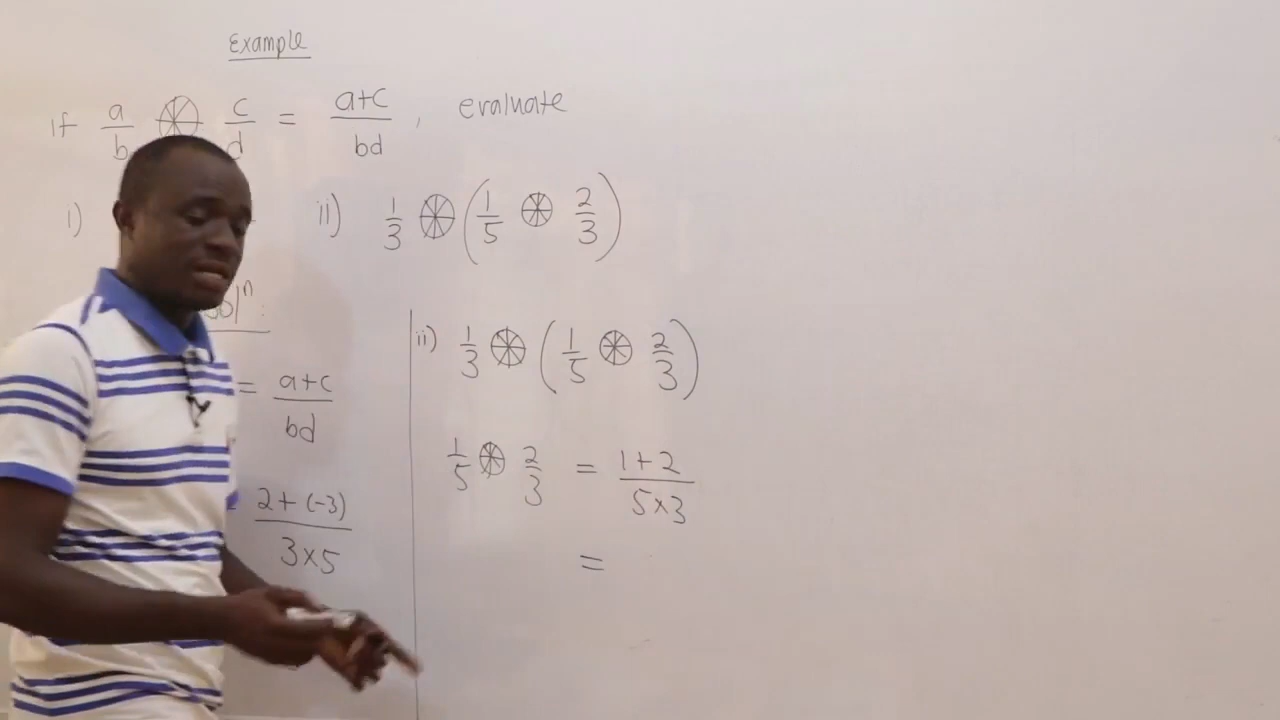 Example
if a/b ⊛ c/d = a+c/bd , evaluate
i)
ii) 1/3 ⊛ (1/5 ⊛ 2/3)
ol^n :
= a+c/bd
2+(-3)/3×5
ii) 1/3 ⊛ (1/5 ⊛ 2/3)
1/5 ⊛ 2/3 = 1+2/5×3
=